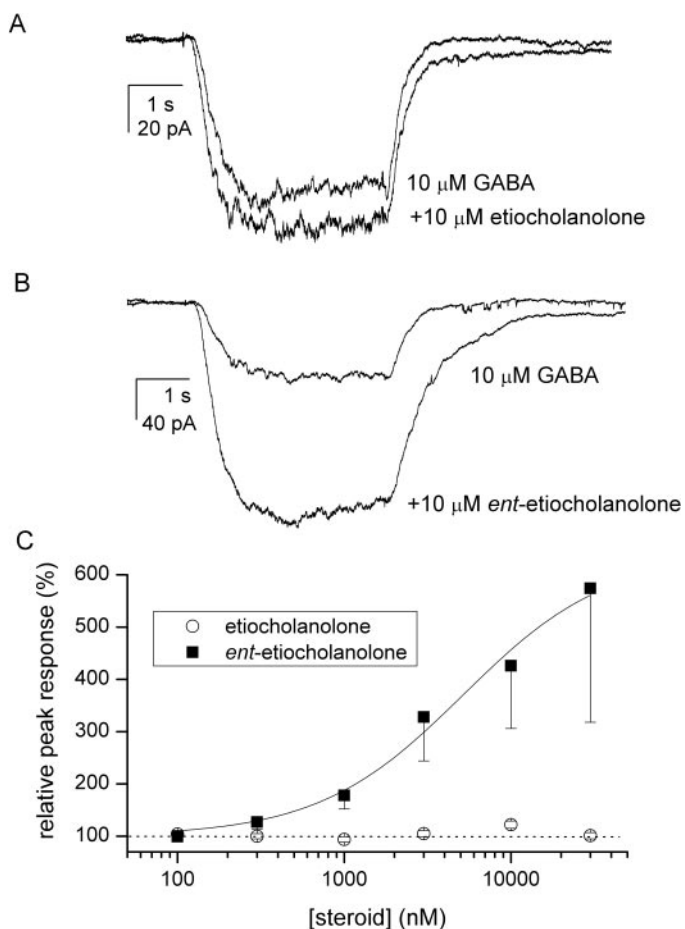 A
1 s
20 pA
10 μM GABA
+10 μM etiocholanolone
B
1 s
40 pA
10 μM GABA
+10 μM ent-etiocholanolone
C
relative peak response (%)
600
500
400
300
200
100
etiocholanolone
ent-etiocholanolone
100
1000
10000
[steroid] (nM)